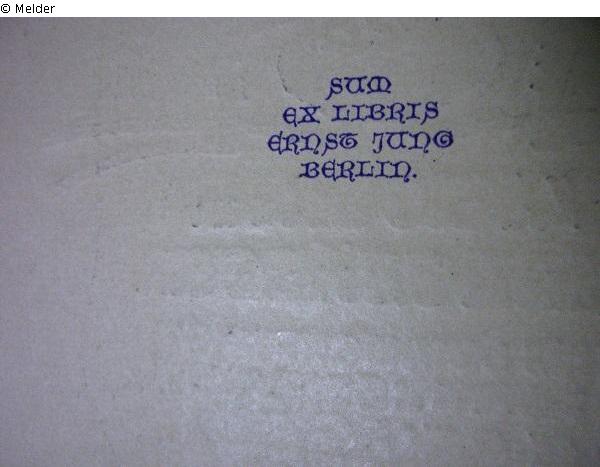 © Melder
SUM
EX LIBRIS
ERNST JUNG
BERLIN.